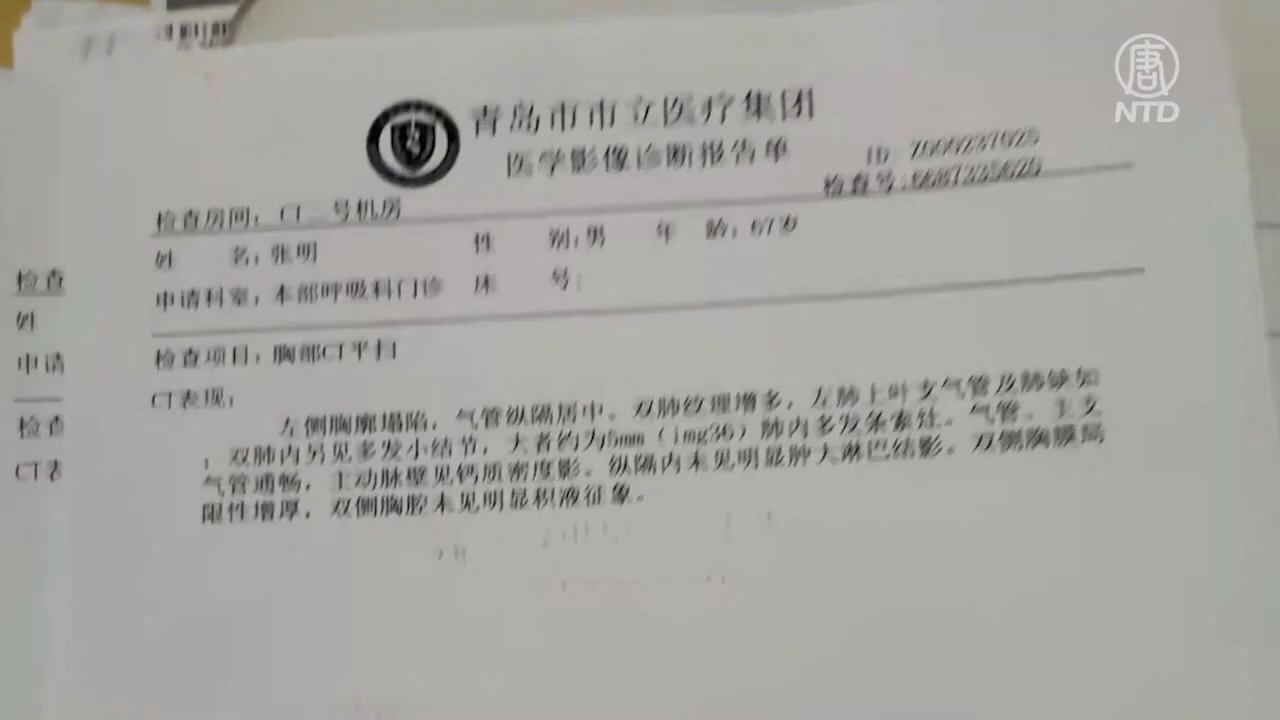 唐
NTD
青岛市市立医疗集团
医学影像诊断报告单
ID
检查号:
检查房间: CT 号机房
姓 名: 张明 性 别: 男 年 龄: 67岁
申请科室: 本部呼吸科门诊 床 号:
检查项目: 胸部CT平扫
CT表现:
左侧胸廓塌陷, 气管纵隔居中。双肺纹理增多, 左肺上叶支气管及肺缺如
; 双肺内另见多发小结节, 大者约为5mm (img36) 肺内多发条索灶。气管、主支
气管通畅, 主动脉壁见钙质密度影。纵隔内未见明显肿大淋巴结影。双侧胸膜局
限性增厚, 双侧胸腔未见明显积液征象。
检查
姓
申请
检查
CT表